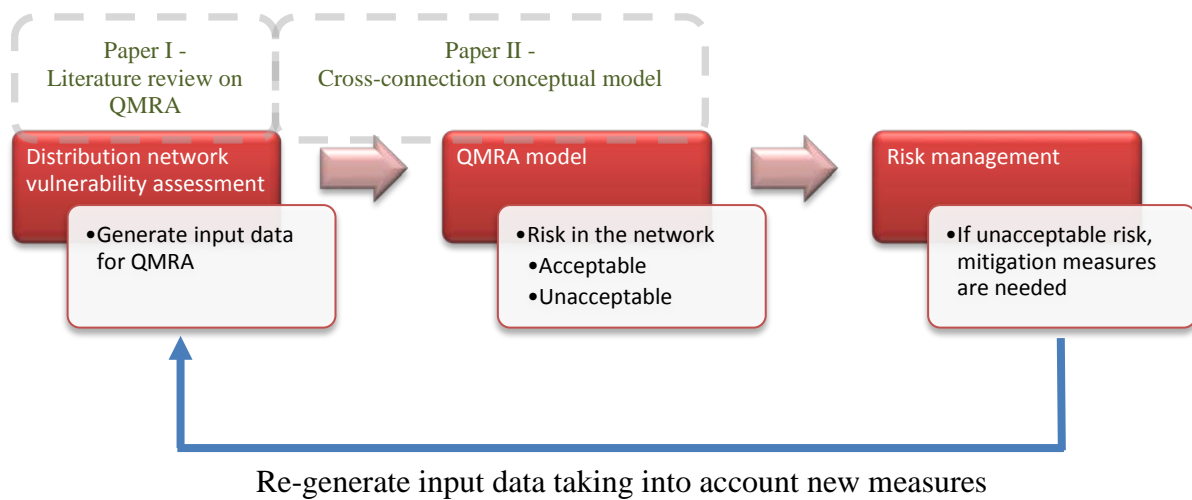 Paper I -
Literature review on
QMRA
Paper II -
Cross-connection conceptual model
Distribution network
vulnerability assessment
•Generate input data
for QMRA
QMRA model
•Risk in the network
•Acceptable
•Unacceptable
Risk management
•If unacceptable risk,
mitigation measures
are needed
Re-generate input data taking into account new measures